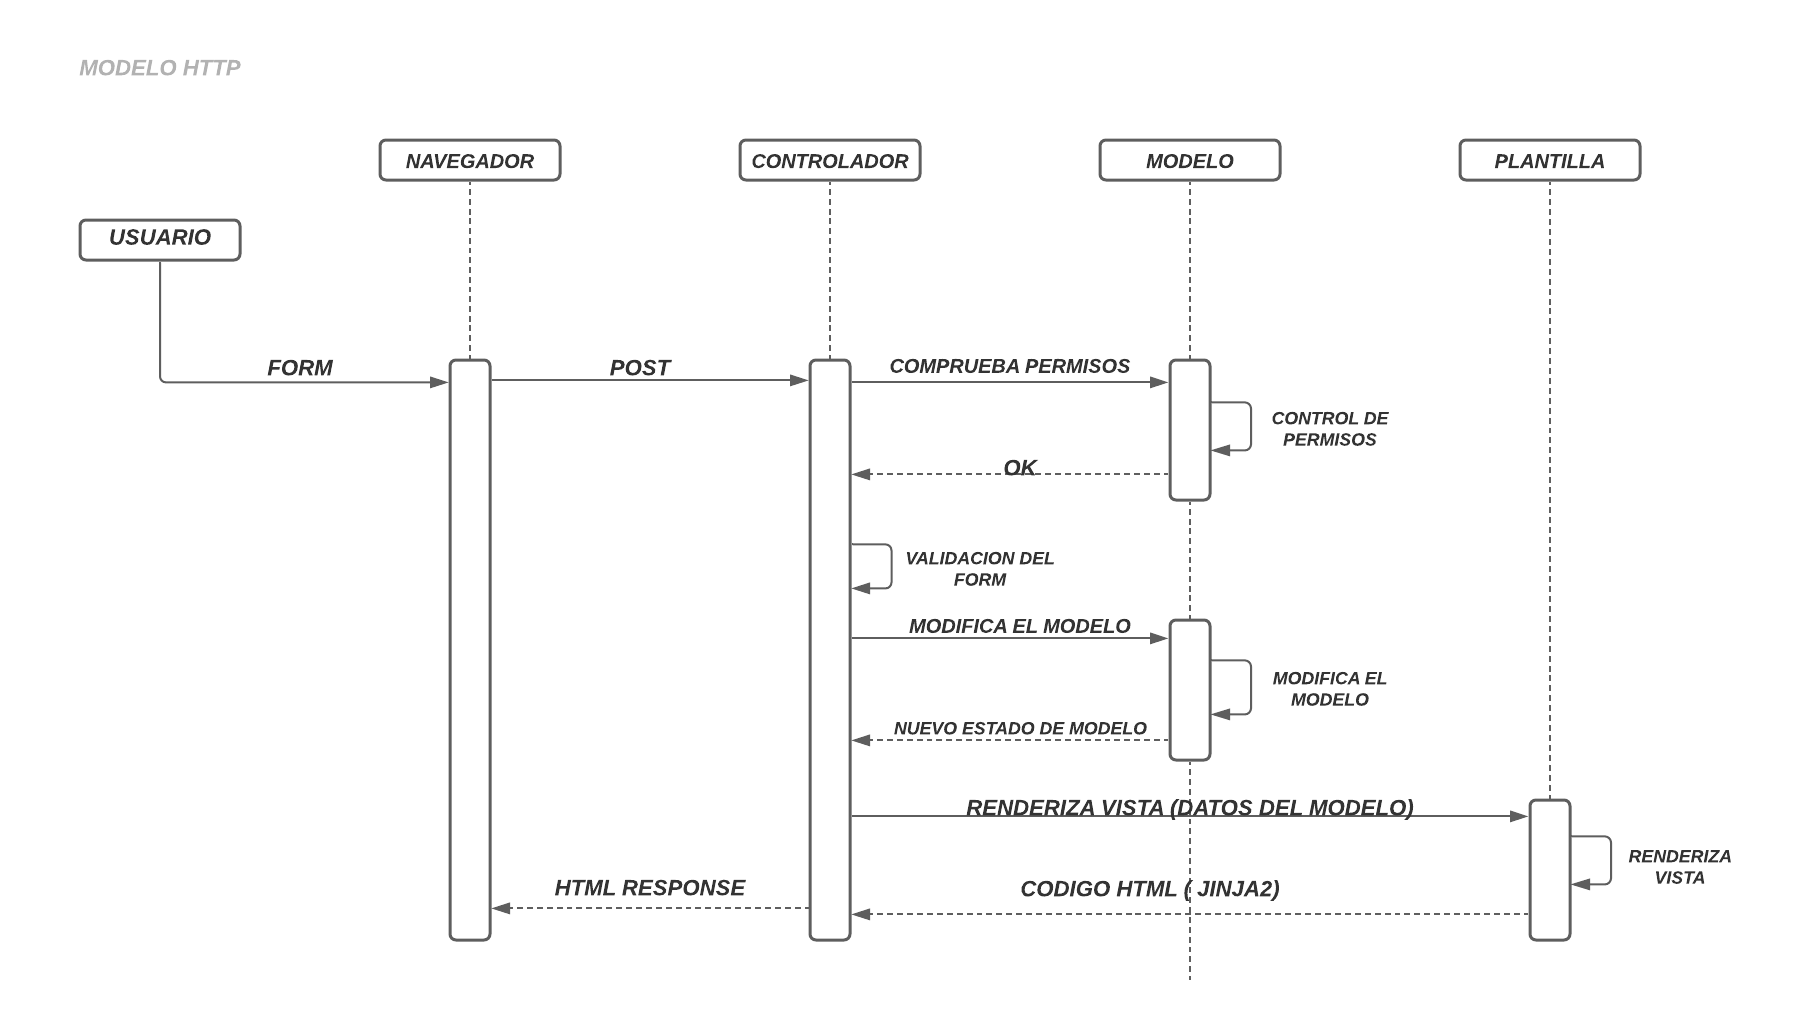 MODELO HTTP
NAVEGADOR
CONTROLADOR
MODELO
PLANTILLA
USUARIO
FORM
POST
COMPRUEBA PERMISOS
CONTROL DE
PERMISOS
OK
VALIDACION DEL
FORM
MODIFICA EL MODELO
MODIFICA EL
MODELO
NUEVO ESTADO DE MODELO
RENDERIZA VISTA (DATOS DEL MODELO)
RENDERIZA
VISTA
HTML RESPONSE
CODIGO HTML ( JINJA2)